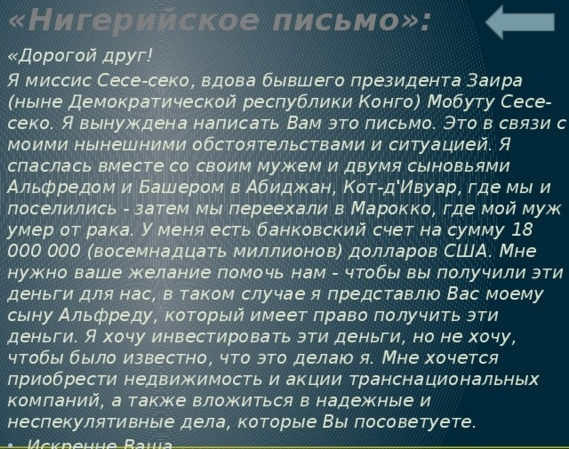 «Нигерийское письмо»:
«Дорогой друг!
Я миссис Сесе-секо, вдова бывшего президента Заира
(ныне Демократической республики Конго) Мобуту Сесе-
секо. Я вынуждена написать Вам это письмо. Это в связи с
моими нынешними обстоятельствами и ситуацией. Я
спаслась вместе со своим мужем и двумя сыновьями
Альфредом и Башером в Абиджан, Кот-д'Ивуар, где мы и
поселились - затем мы переехали в Марокко, где мой муж
умер от рака. У меня есть банковский счет на сумму 18
000 000 (восемнадцать миллионов) долларов США. Мне
нужно ваше желание помочь нам - чтобы вы получили эти
деньги для нас, в таком случае я представлю Вас моему
сыну Альфреду, который имеет право получить эти
деньги. Я хочу инвестировать эти деньги, но не хочу,
чтобы было известно, что это делаю я. Мне хочется
приобрести недвижимость и акции транснациональных
компаний, а также вложиться в надежные и
неспекулятивные дела, которые Вы посоветуете.
• Искренне Ваша